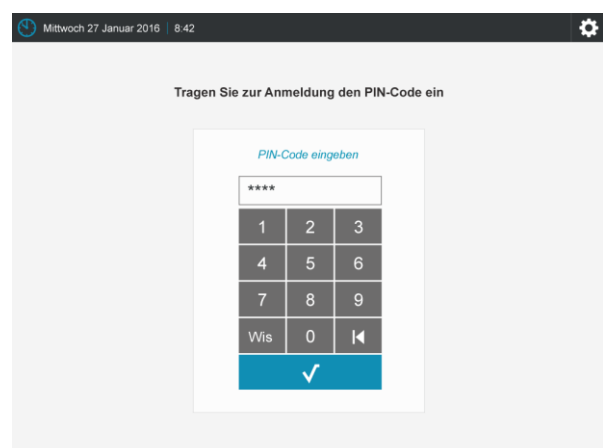 Mittwoch 27 Januar 2016 | 8:42
Tragen Sie zur Anmeldung den PIN-Code ein
PIN-Code eingeben
****
1 2 3
4 5 6
7 8 9
Wis 0